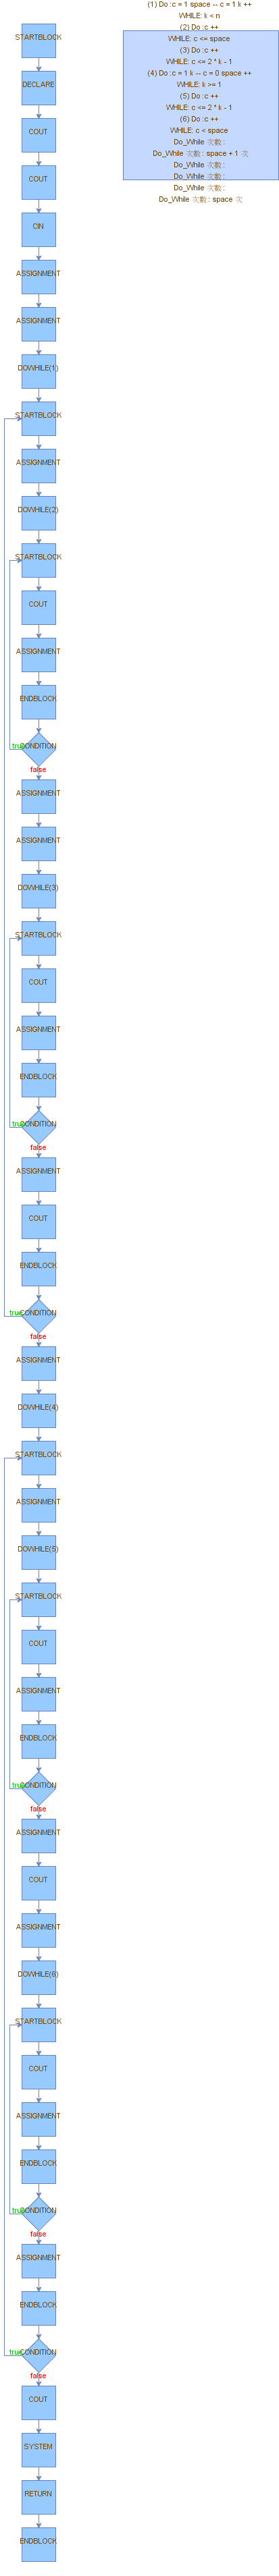 (1) Do :c = 1 space -- c = 1 k ++
WHILE: k < n
(2) Do :c ++
WHILE: c <= space
(3) Do :c ++
WHILE: c <= 2 * k - 1
(4) Do :c = 1 k -- c = 0 space ++
WHILE: k >= 1
(5) Do :c ++
WHILE: c <= 2 * k - 1
(6) Do :c ++
WHILE: c < space
Do_While 次數 :
Do_While 次數 : space + 1 次
Do_While 次數 :
Do_While 次數 :
Do_While 次數 :
Do_While 次數 : space 次
STARTBLOCK
DECLARE
COUT
COUT
CIN
ASSIGNMENT
ASSIGNMENT
DOWHILE(1)
STARTBLOCK
ASSIGNMENT
DOWHILE(2)
STARTBLOCK
COUT
ASSIGNMENT
ENDBLOCK
true CONDITION
false
ASSIGNMENT
ASSIGNMENT
DOWHILE(3)
STARTBLOCK
COUT
ASSIGNMENT
ENDBLOCK
true CONDITION
false
ASSIGNMENT
COUT
ENDBLOCK
true CONDITION
false
ASSIGNMENT
DOWHILE(4)
STARTBLOCK
ASSIGNMENT
DOWHILE(5)
STARTBLOCK
COUT
ASSIGNMENT
ENDBLOCK
true CONDITION
false
ASSIGNMENT
COUT
ASSIGNMENT
DOWHILE(6)
STARTBLOCK
COUT
ASSIGNMENT
ENDBLOCK
true CONDITION
false
ASSIGNMENT
ENDBLOCK
true CONDITION
false
COUT
SYSTEM
RETURN
ENDBLOCK